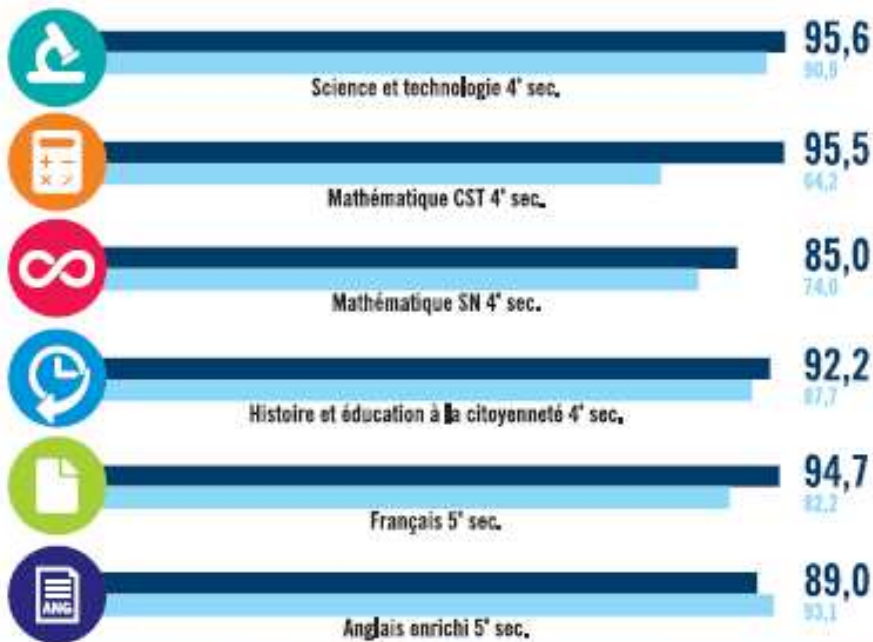 95,6
90,9
Science et technologie 4e sec.
95,5
64,2
Mathématique CST 4e sec.
85,0
74,0
Mathématique SN 4e sec.
92,2
87,7
Histoire et éducation à la citoyenneté 4e sec.
94,7
82,2
Français 5e sec.
ANG
89,0
93,1
Anglais enrichi 5e sec.